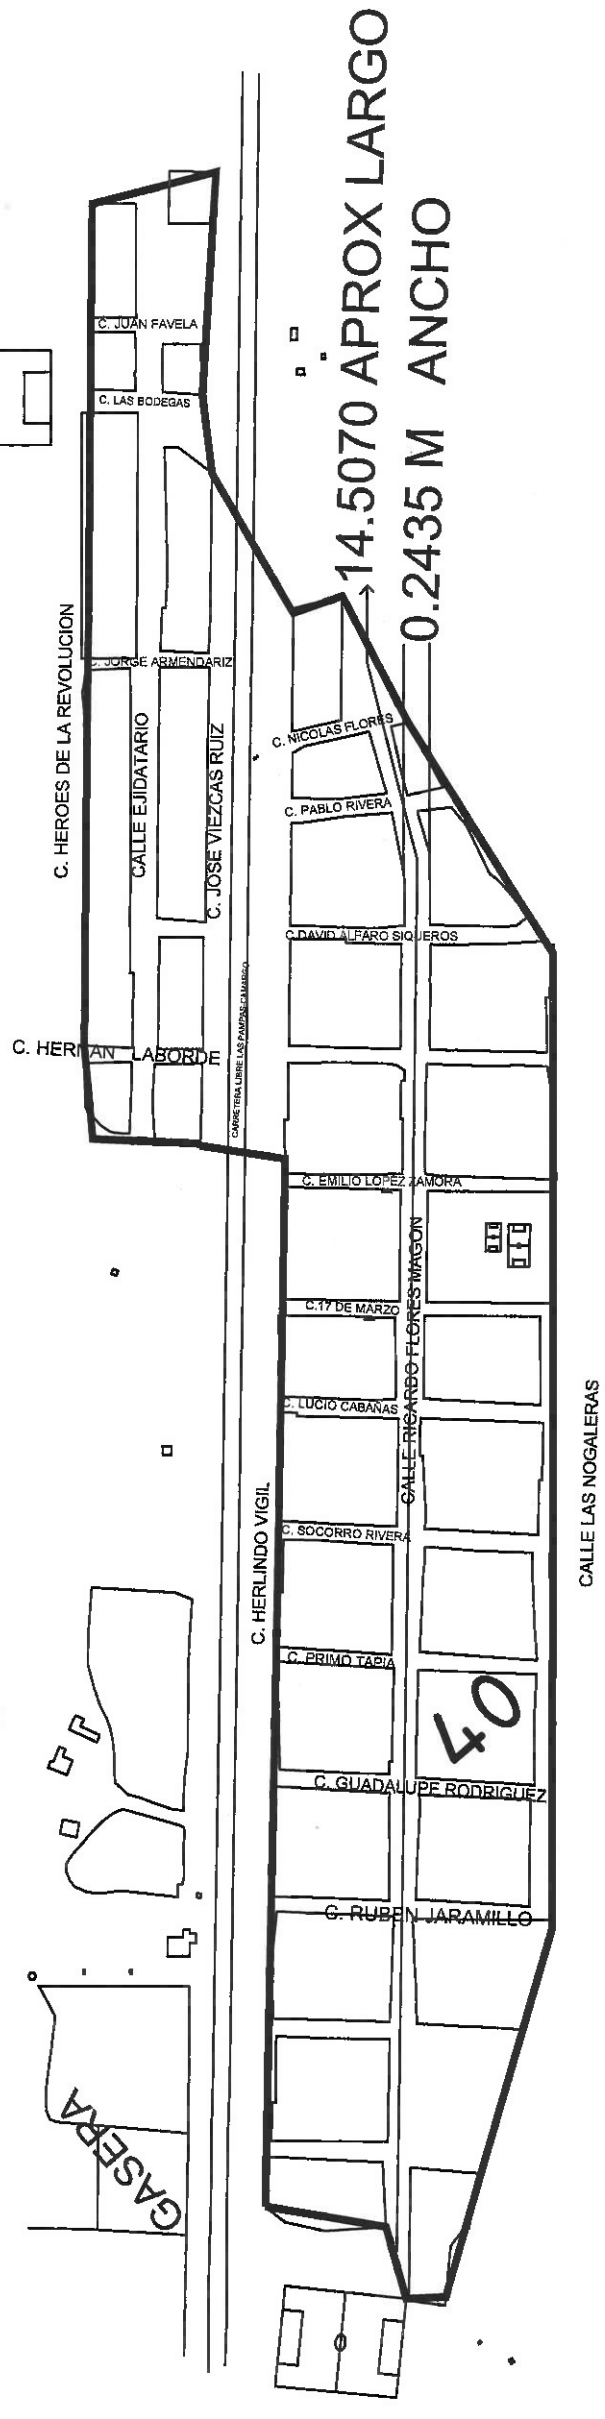 14.5070 APROX LARGO
0.2435 M ANCHO
C. JUAN FAVELA
C. LAS BODEGAS
C. HEROES DE LA REVOLUCION
C. JORGE ARMENDARIZ
CALLE EJIDATARIO
C. JOSE VIEZCAS RUIZ
C. NICOLAS FLORES
C. PABLO RIVERA
C.DAVID ALFARO SIQUEROS
C. HERNAN LABORDE
CARRETERA LIBRE LAS PAMPAS-CAMARGO
C. EMILIO LOPEZ ZAMORA
C.17 DE MARZO
CALLE RICARDO FLORES MAGON
C. LUCIO CABAÑAS
CALLE LAS NOGALERAS
C. HERLINDO VIGIL
C. SOCORRO RIVERA
C. PRIMO TAPIA
40
C. GUADALUPE RODRIGUEZ
C. RUBEN JARAMILLO
GASERA